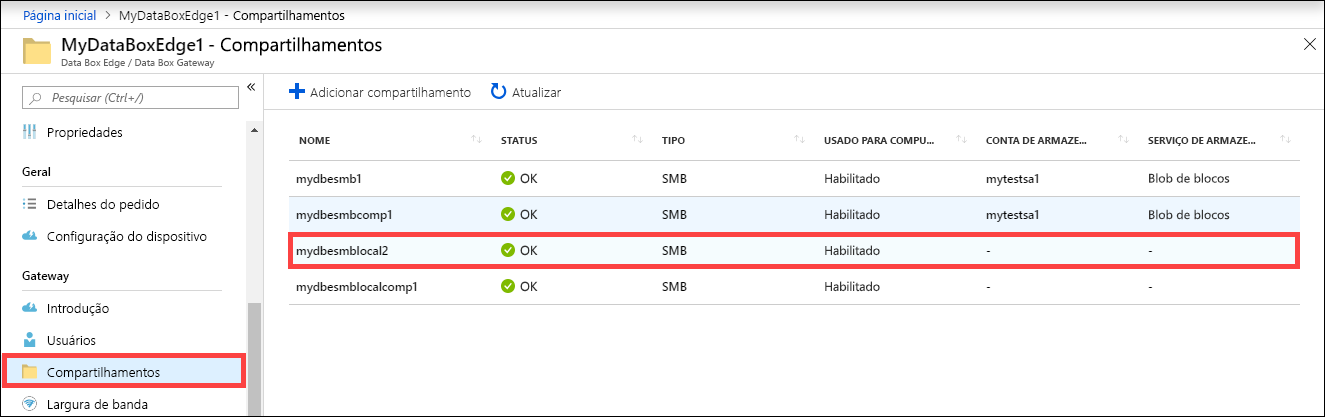 Página inicial > MyDataBoxEdge1 - Compartilhamentos
MyDataBoxEdge1 - Compartilhamentos
Data Box Edge / Data Box Gateway
Pesquisar (Ctrl+/)
Propriedades
Geral
Detalhes do pedido
Configuração do dispositivo
Gateway
Introdução
Usuários
Compartilhamentos
Largura de banda
Adicionar compartilhamento Atualizar
NOME STATUS TIPO USADO PARA COMPU... CONTA DE ARMAZE... SERVIÇO DE ARMAZE...
mydbesmb1 OK SMB Habilitado mytestsa1 Blob de blocos
mydbesmbcomp1 OK SMB Habilitado mytestsa1 Blob de blocos
mydbesmblocal2 OK SMB Habilitado - -
mydbesmblocalcomp1 OK SMB Habilitado - -